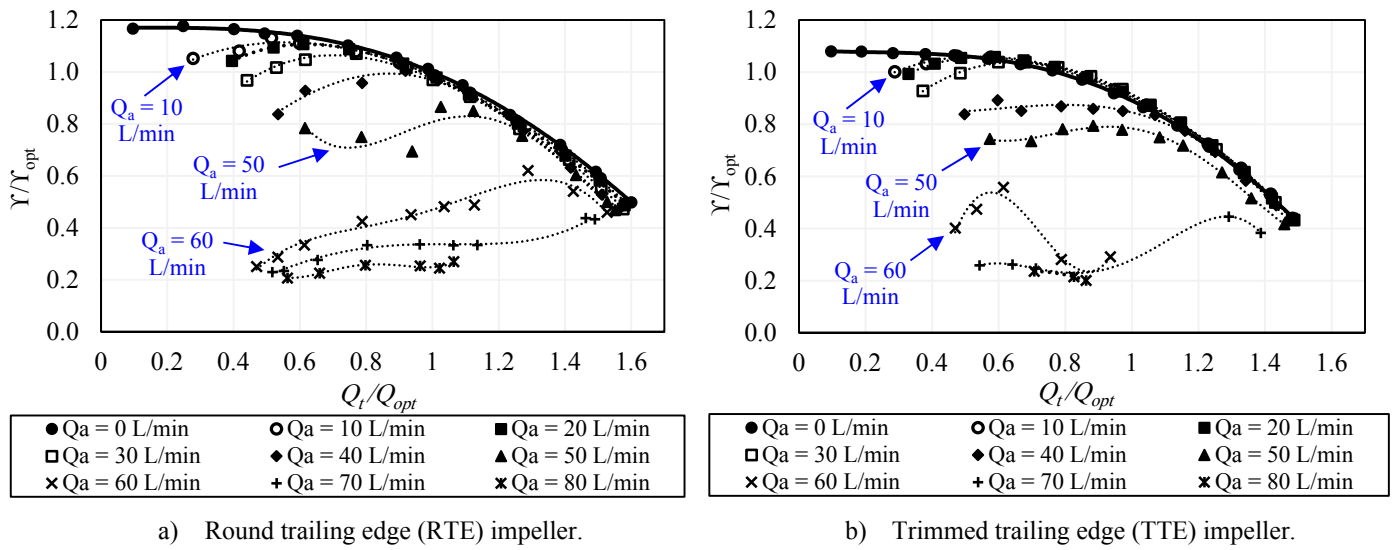 1.2
1.0
0.8
0.6
0.4
0.2
0.0
ϒ/ϒopt
Qa = 10
L/min
Qa = 50
L/min
Qa = 60
L/min
0 0.2 0.4 0.6 0.8 1 1.2 1.4 1.6
Qt/Qopt
Qa = 0 L/min Qa = 10 L/min Qa = 20 L/min
Qa = 30 L/min Qa = 40 L/min Qa = 50 L/min
Qa = 60 L/min Qa = 70 L/min Qa = 80 L/min
a) Round trailing edge (RTE) impeller.
1.2
1.0
0.8
0.6
0.4
0.2
0.0
ϒ/ϒopt
Qa = 10
L/min
Qa = 50
L/min
Qa = 60
L/min
0 0.2 0.4 0.6 0.8 1 1.2 1.4 1.6
Qt/Qopt
Qa = 0 L/min Qa = 10 L/min Qa = 20 L/min
Qa = 30 L/min Qa = 40 L/min Qa = 50 L/min
Qa = 60 L/min Qa = 70 L/min Qa = 80 L/min
b) Trimmed trailing edge (TTE) impeller.